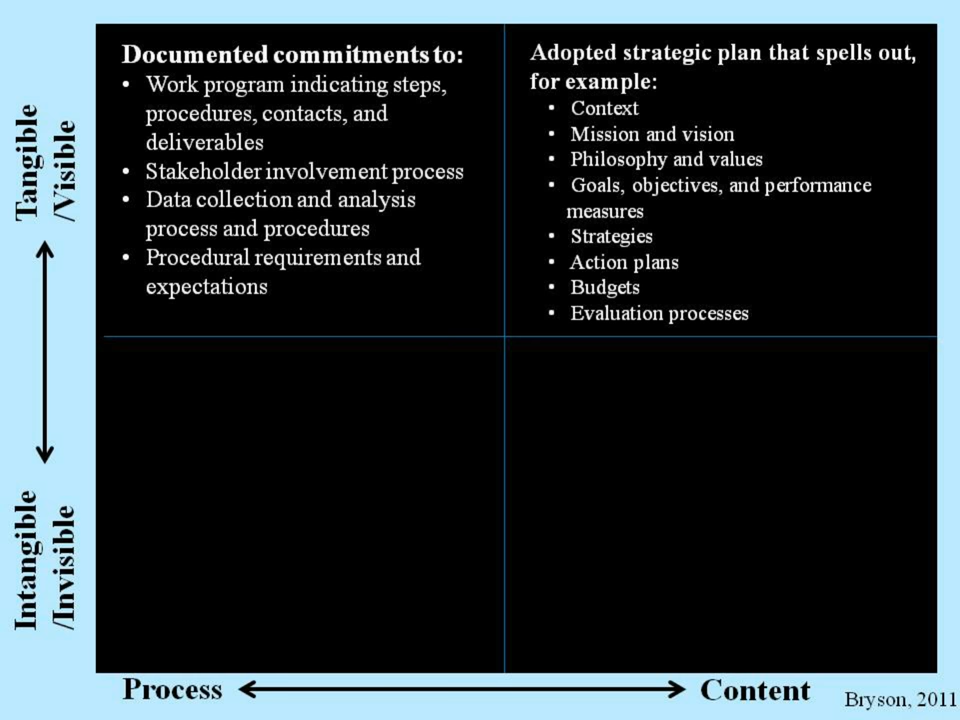 Tangible
/Visible
Intangible
/Invisible
Documented commitments to:
• Work program indicating steps,
procedures, contacts, and
deliverables
• Stakeholder involvement process
• Data collection and analysis
process and procedures
• Procedural requirements and
expectations
Adopted strategic plan that spells out,
for example:
• Context
• Mission and vision
• Philosophy and values
• Goals, objectives, and performance
measures
• Strategies
• Action plans
• Budgets
• Evaluation processes
Process
Content
Bryson, 2011